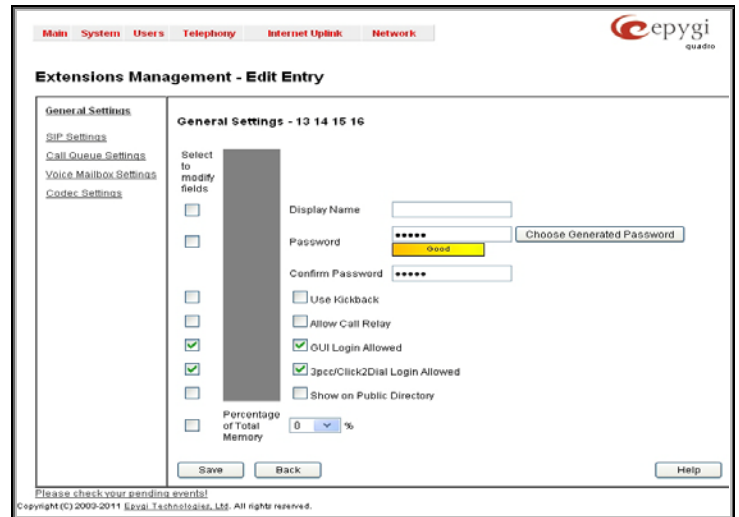 epygi
quadro
Main System Users Telephony Internet Uplink Network
Extensions Management - Edit Entry
General Settings
SIP Settings
Call Queue Settings
Voice Mailbox Settings
Codec Settings
General Settings - 13 14 15 16
Select
to
modify
fields
Display Name
Password ••••• Choose Generated Password
Good
Confirm Password •••••
Use Kickback
Allow Call Relay
GUI Login Allowed
3pcc/Click2Dial Login Allowed
Show on Public Directory
Percentage
of Total
Memory
0 %
Save Back Help
Please check your pending events!
Copyright (C) 2003-2011 Epygi Technologies, Ltd. All rights reserved.